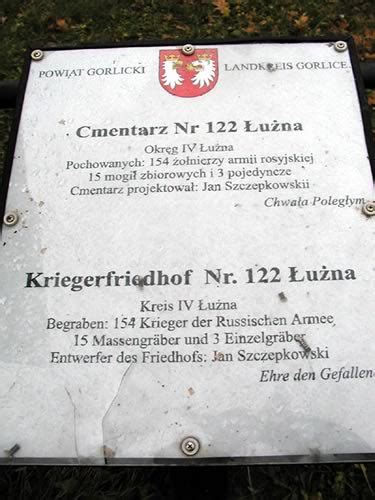 POWIAT GORLICKI LANDKREIS GORLICE
Cmentarz Nr 122 Łużna
Okręg IV Łużna
Pochowanych: 154 żołnierzy armii rosyjskiej
15 mogił zbiorowych i 3 pojedyncze
Cmentarz projektował: Jan Szczepkowskii
Chwała Poległym
Kriegerfriedhof Nr. 122 Łużna
Kreis IV Łużna
Begraben: 154 Krieger der Russischen Armee
15 Massengräber und 3 Einzelgräber
Entwerfer des Friedhofs: Jan Szczepkowski
Ehre den Gefallene